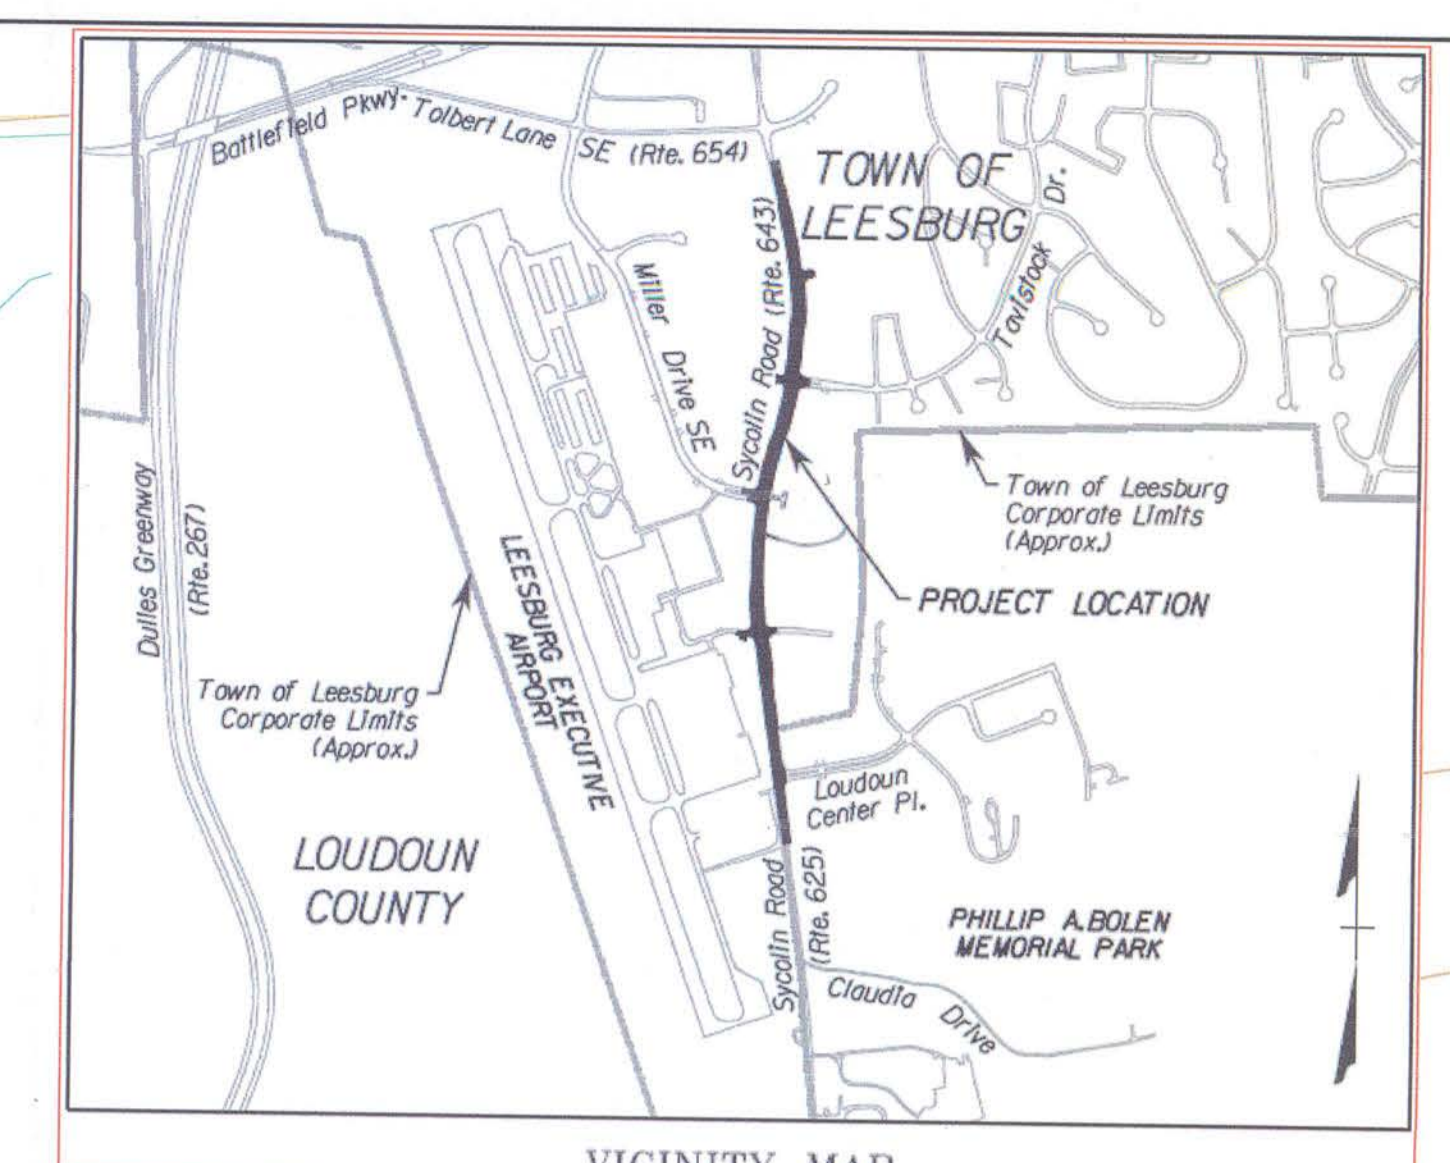 Battlefield Pkwy.
Tolbert Lane SE (Rte. 654)
TOWN OF
LEESBURG
Sycolin Road (Rte. 643)
Tavistock Dr.
Miller Drive SE
Dulles Greenway
(Rte. 267)
Town of Leesburg
Corporate Limits
(Approx.)
PROJECT LOCATION
LEESBURG EXECUTIVE
AIRPORT
Town of Leesburg
Corporate Limits
(Approx.)
Loudoun
Center Pl.
LOUDOUN
COUNTY
Sycolin Road
(Rte. 625)
PHILLIP A. BOLEN
MEMORIAL PARK
Claudia Drive
VICINITY MAP